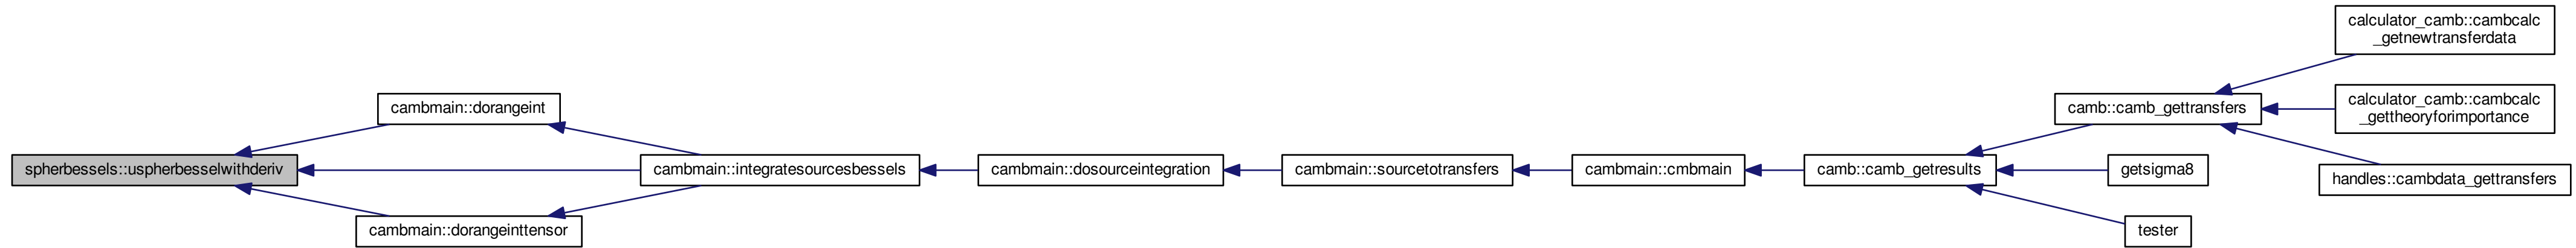 spherbessels::uspherbesselwithderiv
cambmain::dorangeint
cambmain::dorangeinttensor
cambmain::integratesourcesbessels
cambmain::dosourceintegration
cambmain::sourcetotransfers
cambmain::cmbmain
camb::camb_getresults
camb::camb_gettransfers
getsigma8
tester
calculator_camb::cambcalc
_getnewtransferdata
calculator_camb::cambcalc
_gettheoryforimportance
handles::cambdata_gettransfers